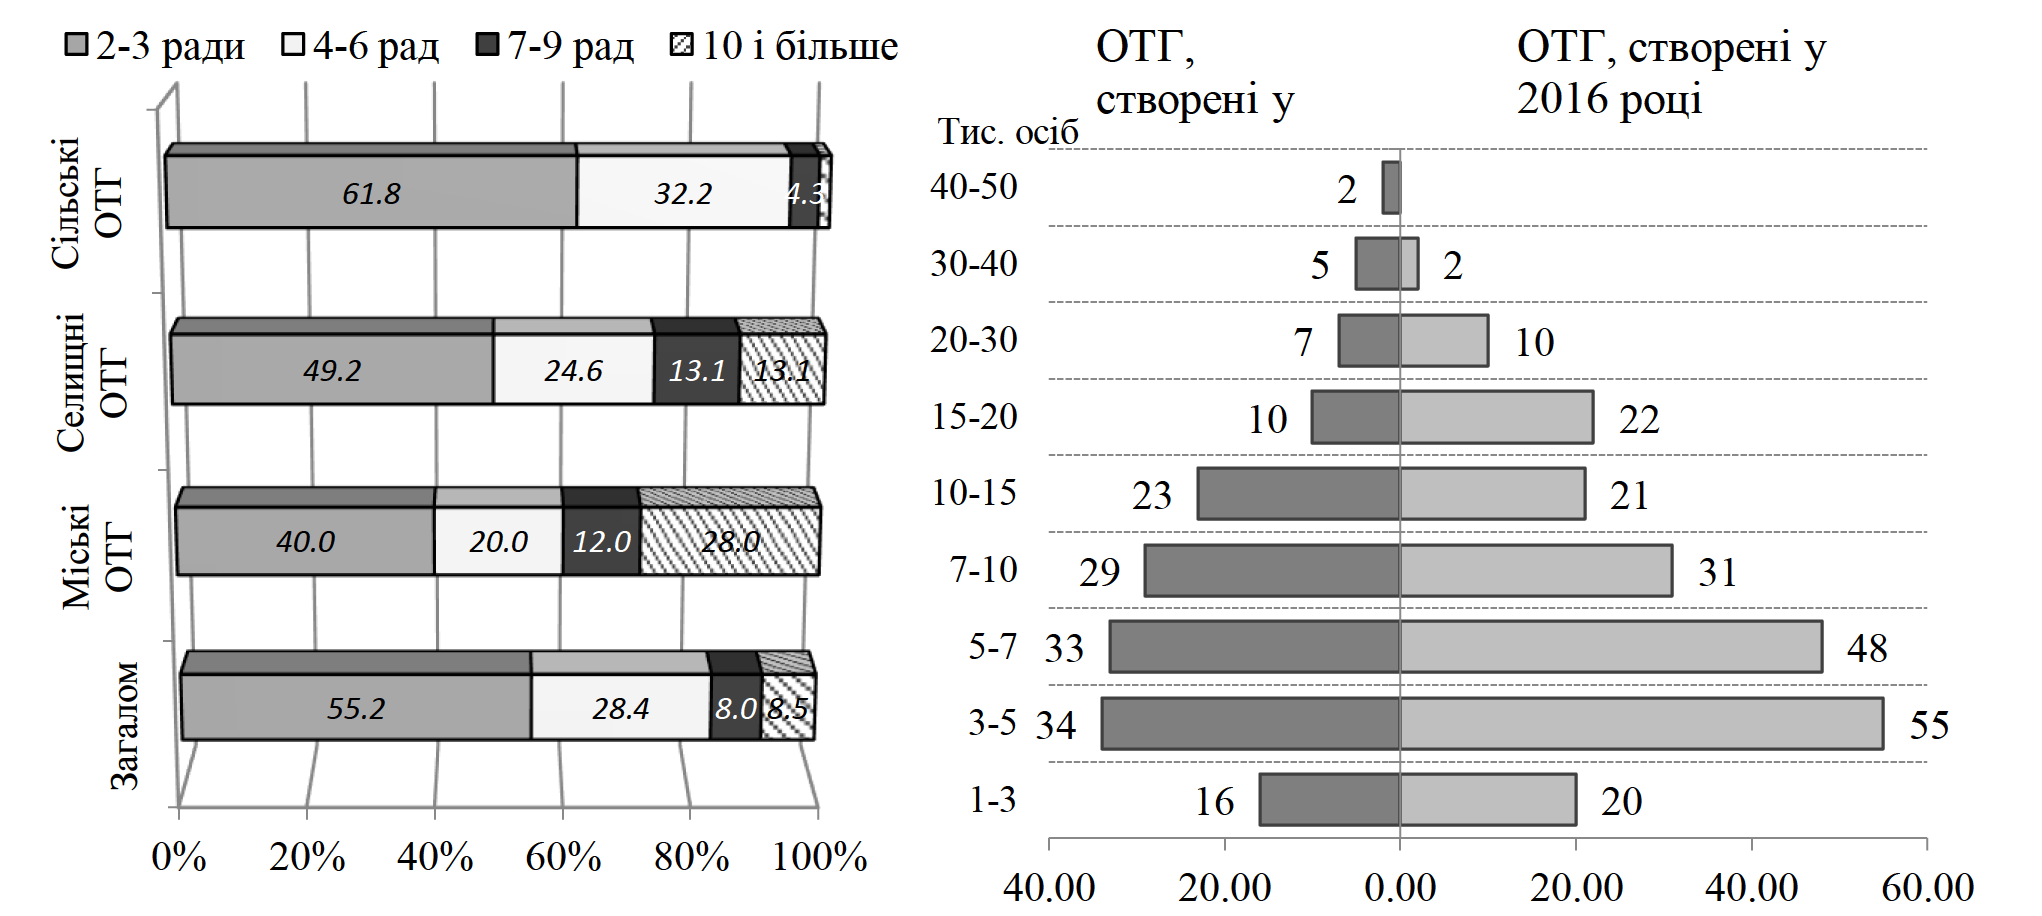 2-3 ради 4-6 рад 7-9 рад 10 і більше
Сільські
ОТГ
61.8 32.2 4.3
Селищні
ОТГ
49.2 24.6 13.1 13.1
Міські
ОТГ
40.0 20.0 12.0 28.0
Загалом
55.2 28.4 8.0 8.5
0% 20% 40% 60% 80% 100%
ОТГ,
створені у
ОТГ, створені у
2016 році
Тис. осіб
40-50 2
30-40 5 2
20-30 7 10
15-20 10 22
10-15 23 21
7-10 29 31
5-7 33 48
3-5 34 55
1-3 16 20
40.00 20.00 0.00 20.00 40.00 60.00